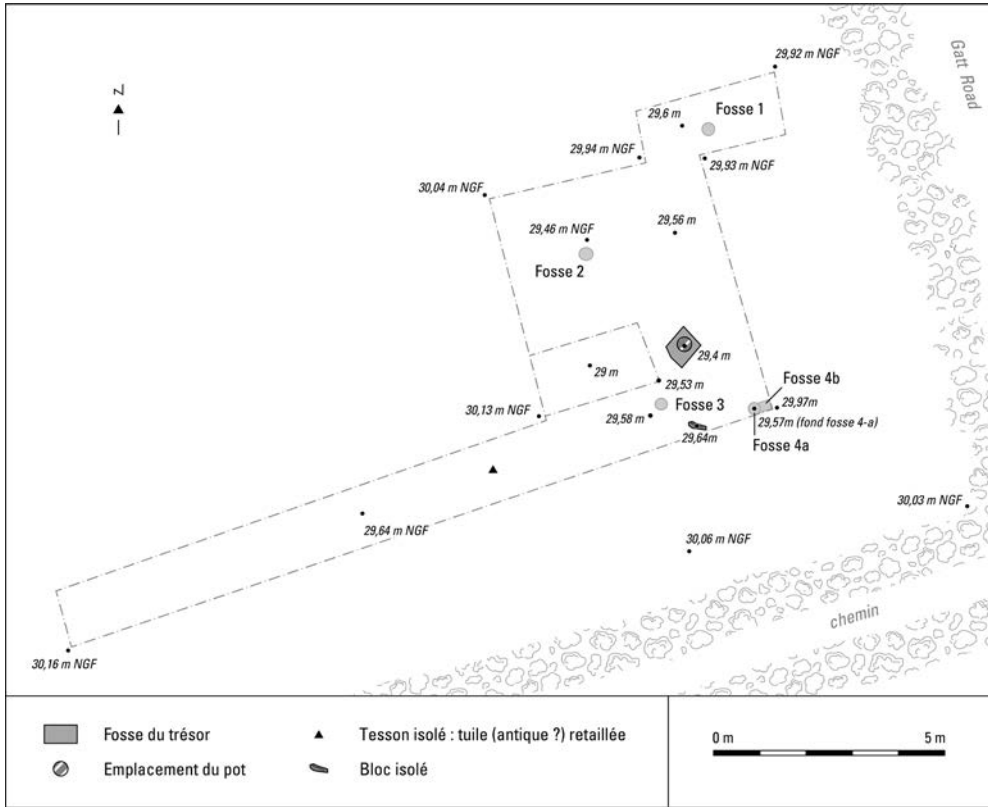 29,92 m NGF
Gatt Road
N
29,6 m
Fosse 1
29,94 m NGF
29,93 m NGF
30,04 m NGF
29,46 m NGF
29,56 m
Fosse 2
29,4 m
29 m
29,53 m
Fosse 4b
30,13 m NGF
29,58 m
Fosse 3
29,97m
29,57m (fond fosse 4-a)
29,64m
Fosse 4a
29,64 m NGF
30,03 m NGF
30,06 m NGF
chemin
30,16 m NGF
Fosse du trésor
Tesson isolé : tuile (antique ?) retaillée
0 m
5 m
Emplacement du pot
Bloc isolé